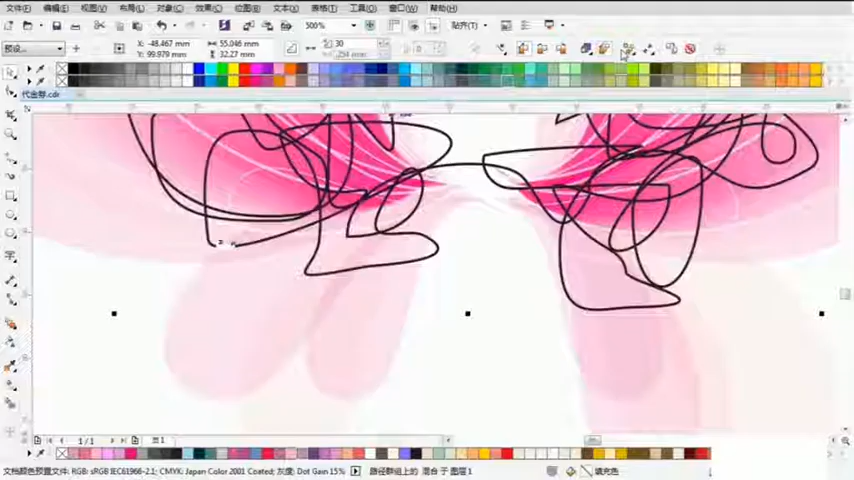 文件(F) 编辑(E) 视图(V) 布局(L) 对象(C) 效果(C) 位图(B) 文本(X) 表格(T) 工具(O) 窗口(W) 帮助(H)
500% 贴齐(T)
预设... X: -48.467 mm 55.046 mm 30
Y: 99.979 mm 32.27 mm .254 mm
代金券.cdr
1/1 页1
文档颜色预置文件: RGB: sRGB IEC61966-2.1; CMYK: Japan Color 2001 Coated; 灰度: Dot Gain 15% 路径群组上的 混合 于 图层 1 填充色